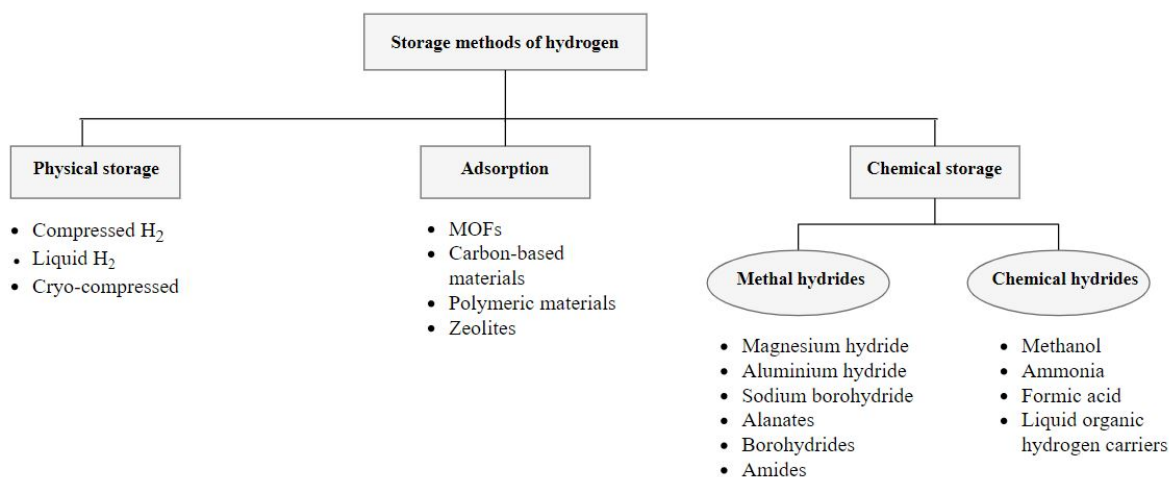 Storage methods of hydrogen
Physical storage
• Compressed H₂
• Liquid H₂
• Cryo-compressed
Adsorption
• MOFs
• Carbon-based
materials
• Polymeric materials
• Zeolites
Chemical storage
Methal hydrides
• Magnesium hydride
• Aluminium hydride
• Sodium borohydride
• Alanates
• Borohydrides
• Amides
Chemical hydrides
• Methanol
• Ammonia
• Formic acid
• Liquid organic
hydrogen carriers